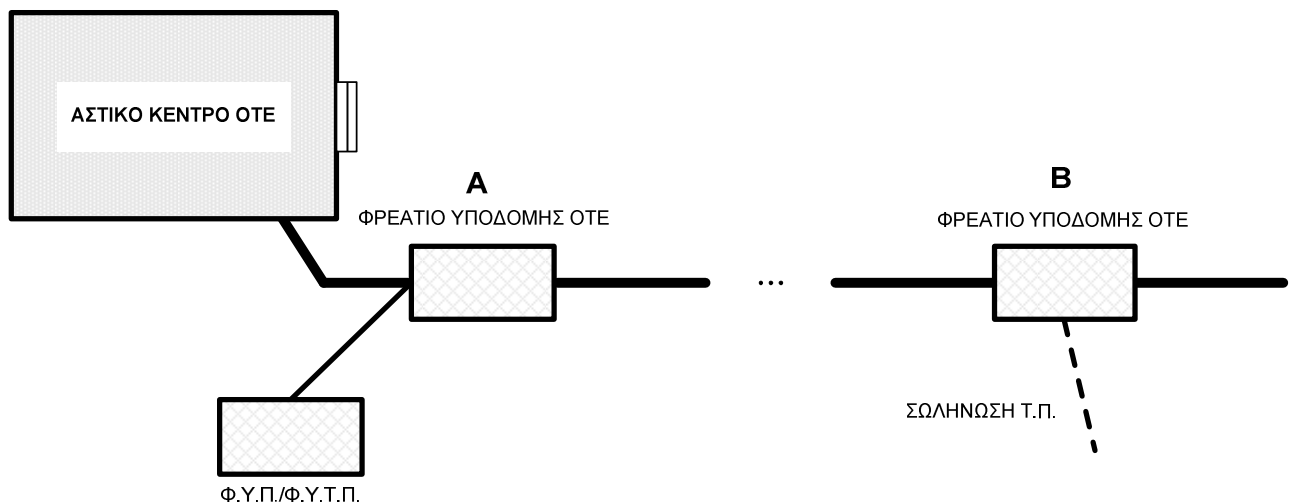 ΑΣΤΙΚΟ ΚΕΝΤΡΟ ΟΤΕ
Α
ΦΡΕΑΤΙΟ ΥΠΟΔΟΜΗΣ ΟΤΕ
Β
ΦΡΕΑΤΙΟ ΥΠΟΔΟΜΗΣ ΟΤΕ
...
ΣΩΛΗΝΩΣΗ Τ.Π.
Φ.Υ.Π./Φ.Υ.Τ.Π.